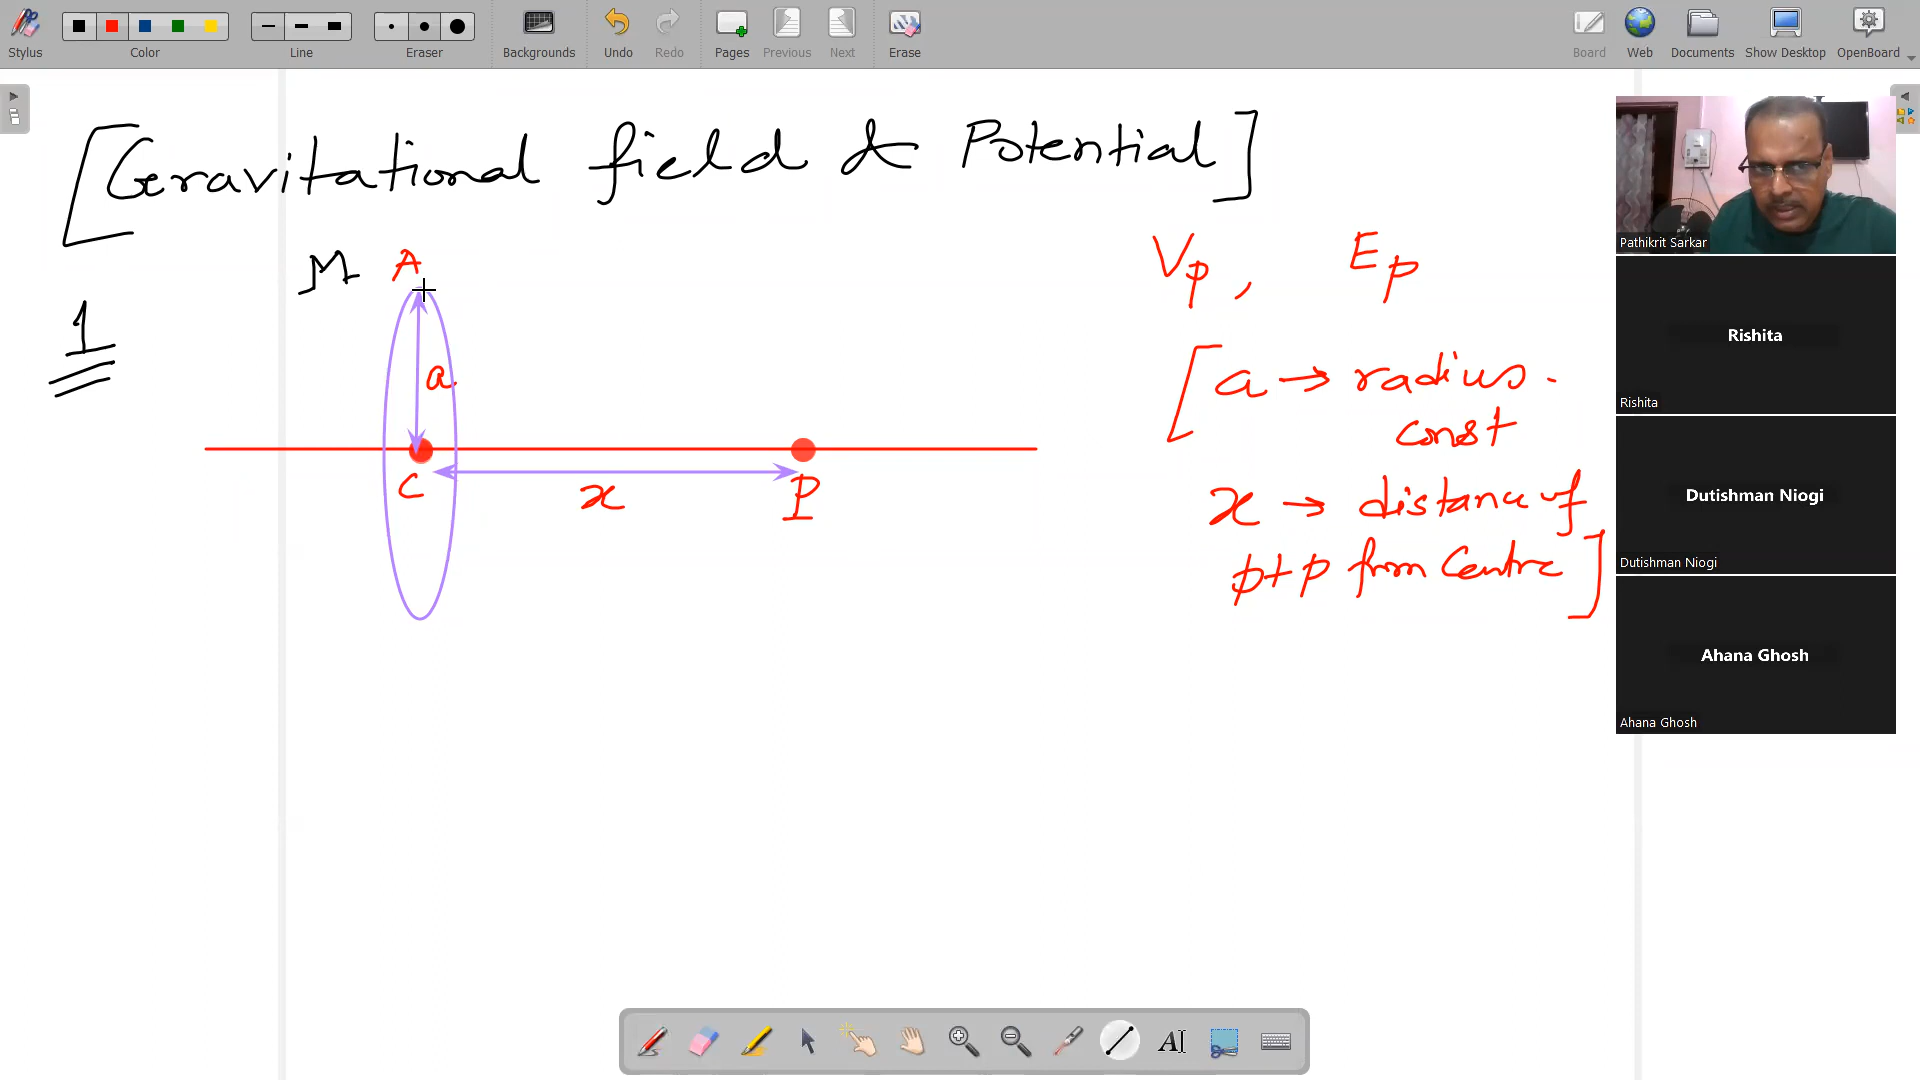 Stylus Color Line Eraser Backgrounds Undo Redo Pages Previous Next Erase Board Web Documents Show Desktop OpenBoard
[Gravitational field & Potential]
M A
Vp, Ep
1
a
[a → radius.
const
C x P
x → distance of
pt p from Centre]
Pathikrit Sarkar
Rishita
Rishita
Dutishman Niogi
Dutishman Niogi
Ahana Ghosh
Ahana Ghosh
AI